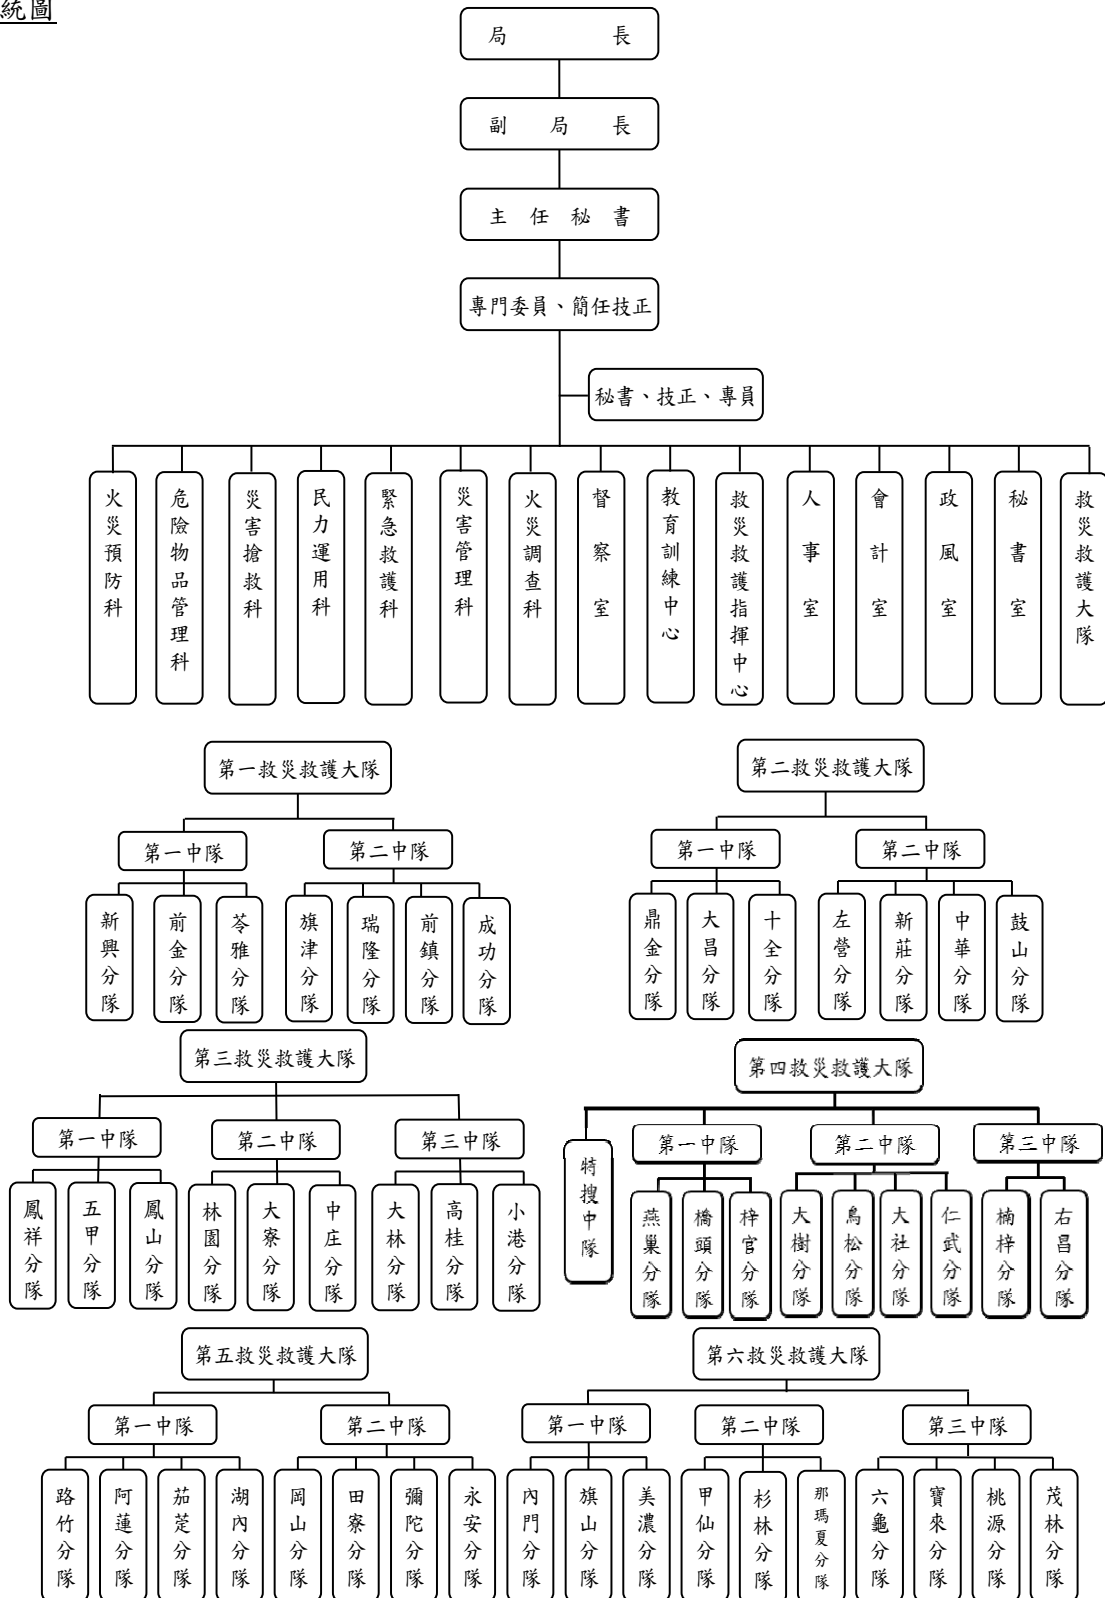 統圖
局 長
副 局 長
主 任 秘 書
專門委員、簡任技正
秘書、技正、專員
火災預防科
危險物品管理科
災害搶救科
民力運用科
緊急救護科
災害管理科
火災調查科
督察室
教育訓練中心
救災救護指揮中心
人事室
會計室
政風室
秘書室
救災救護大隊
第一救災救護大隊
第一中隊
新興分隊
前金分隊
苓雅分隊
第二中隊
旗津分隊
瑞隆分隊
前鎮分隊
成功分隊
第二救災救護大隊
第一中隊
鼎金分隊
大昌分隊
十全分隊
第二中隊
左營分隊
新莊分隊
中華分隊
鼓山分隊
第三救災救護大隊
第一中隊
鳳祥分隊
五甲分隊
鳳山分隊
第二中隊
林園分隊
大寮分隊
中庄分隊
第三中隊
大林分隊
高桂分隊
小港分隊
第四救災救護大隊
特搜中隊
第一中隊
燕巢分隊
橋頭分隊
梓官分隊
第二中隊
大樹分隊
鳥松分隊
大社分隊
仁武分隊
第三中隊
楠梓分隊
右昌分隊
第五救災救護大隊
第一中隊
路竹分隊
阿蓮分隊
茄萣分隊
湖內分隊
第二中隊
岡山分隊
田寮分隊
彌陀分隊
永安分隊
第六救災救護大隊
第一中隊
內門分隊
旗山分隊
美濃分隊
第二中隊
甲仙分隊
杉林分隊
那瑪夏分隊
第三中隊
六龜分隊
寶來分隊
桃源分隊
茂林分隊